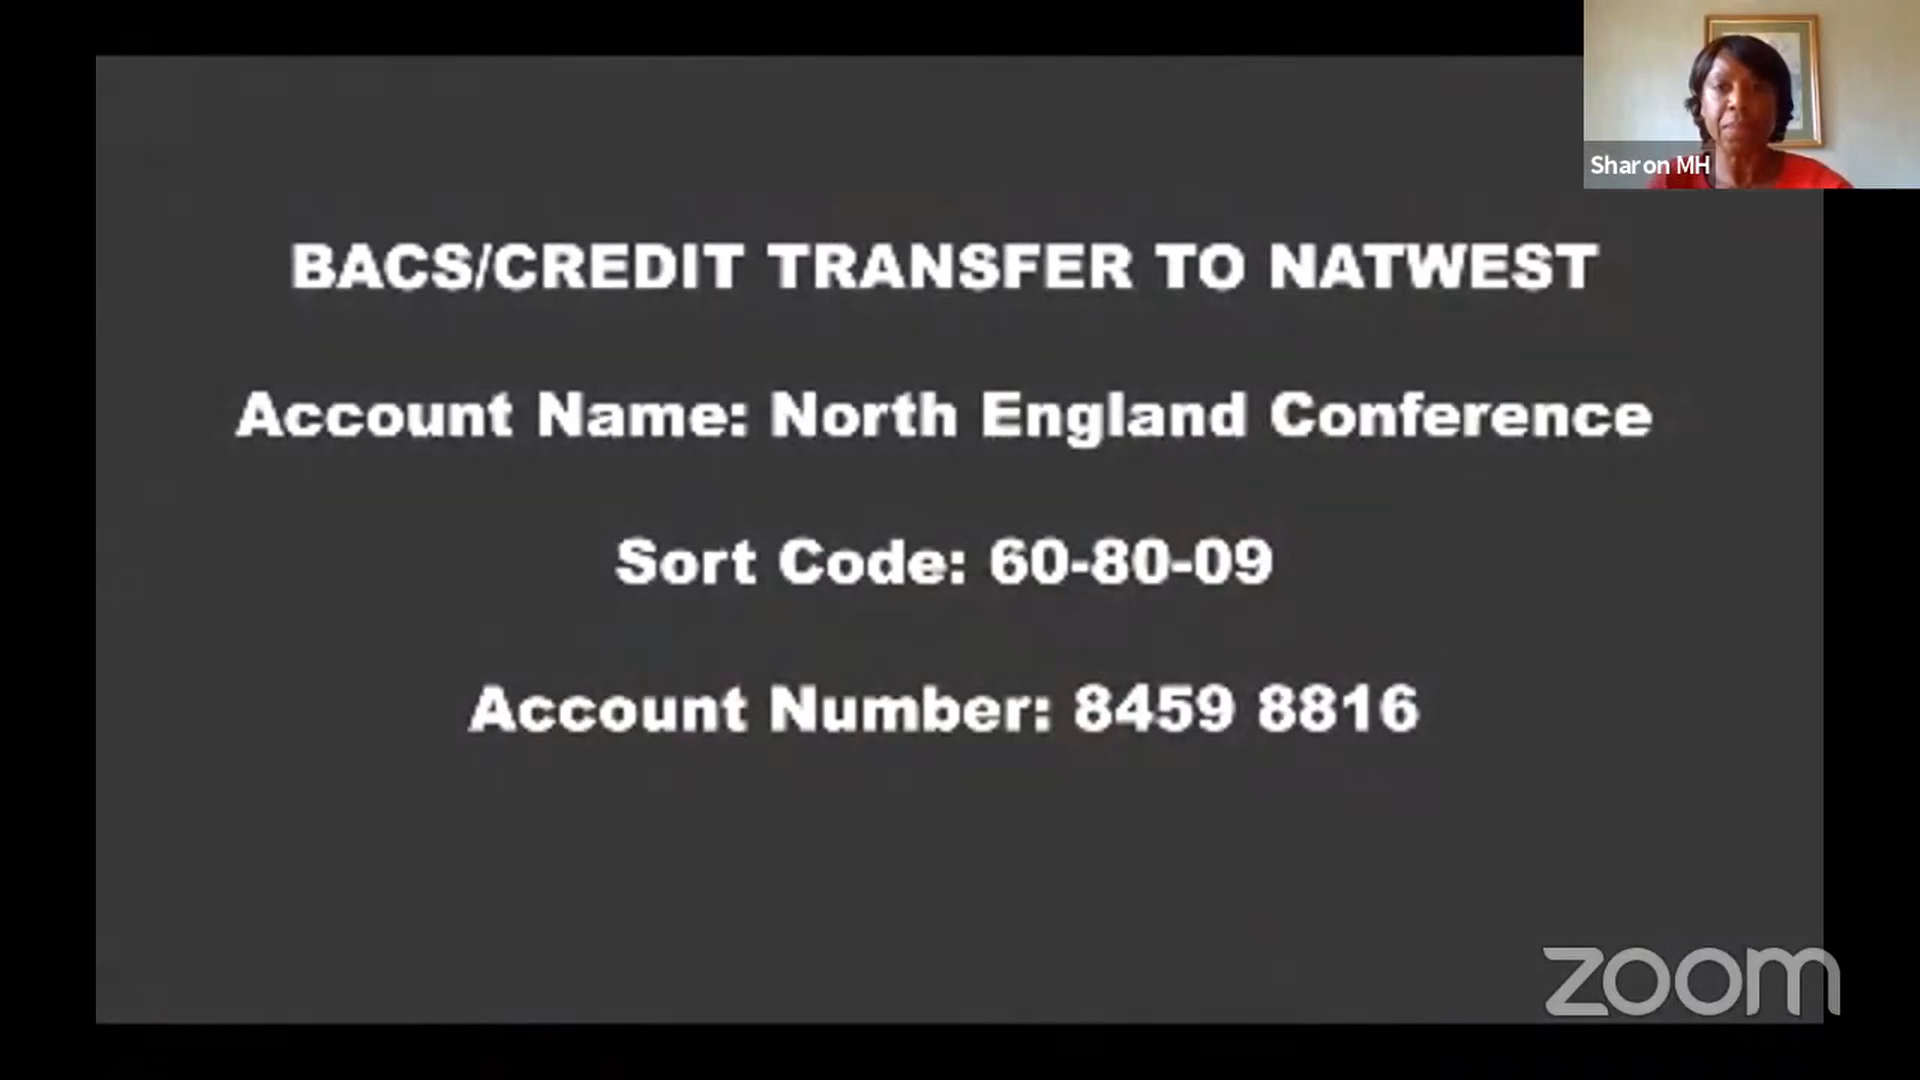 BACS/CREDIT TRANSFER TO NATWEST
Account Name: North England Conference
Sort Code: 60-80-09
Account Number: 8459 8816
Sharon MH
zoom